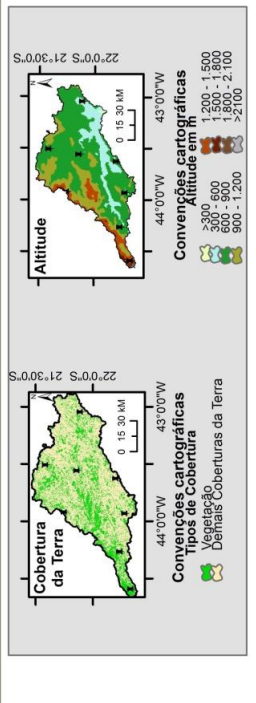 Cobertura
da Terra
N
21°30'0"S
22°0'0"S
0 15 30 KM
44°0'0"W
43°0'0"W
Convenções cartográficas
Tipos de Cobertura
Vegetação
Demais Coberturas da Terra
Altitude
N
21°30'0"S
22°0'0"S
0 15 30 KM
44°0'0"W
43°0'0"W
Convenções cartográficas
Altitude em m
>300
300 - 600
600 - 900
900 - 1.200
1.200 - 1.500
1.500 - 1.800
1.800 - 2.100
>2100